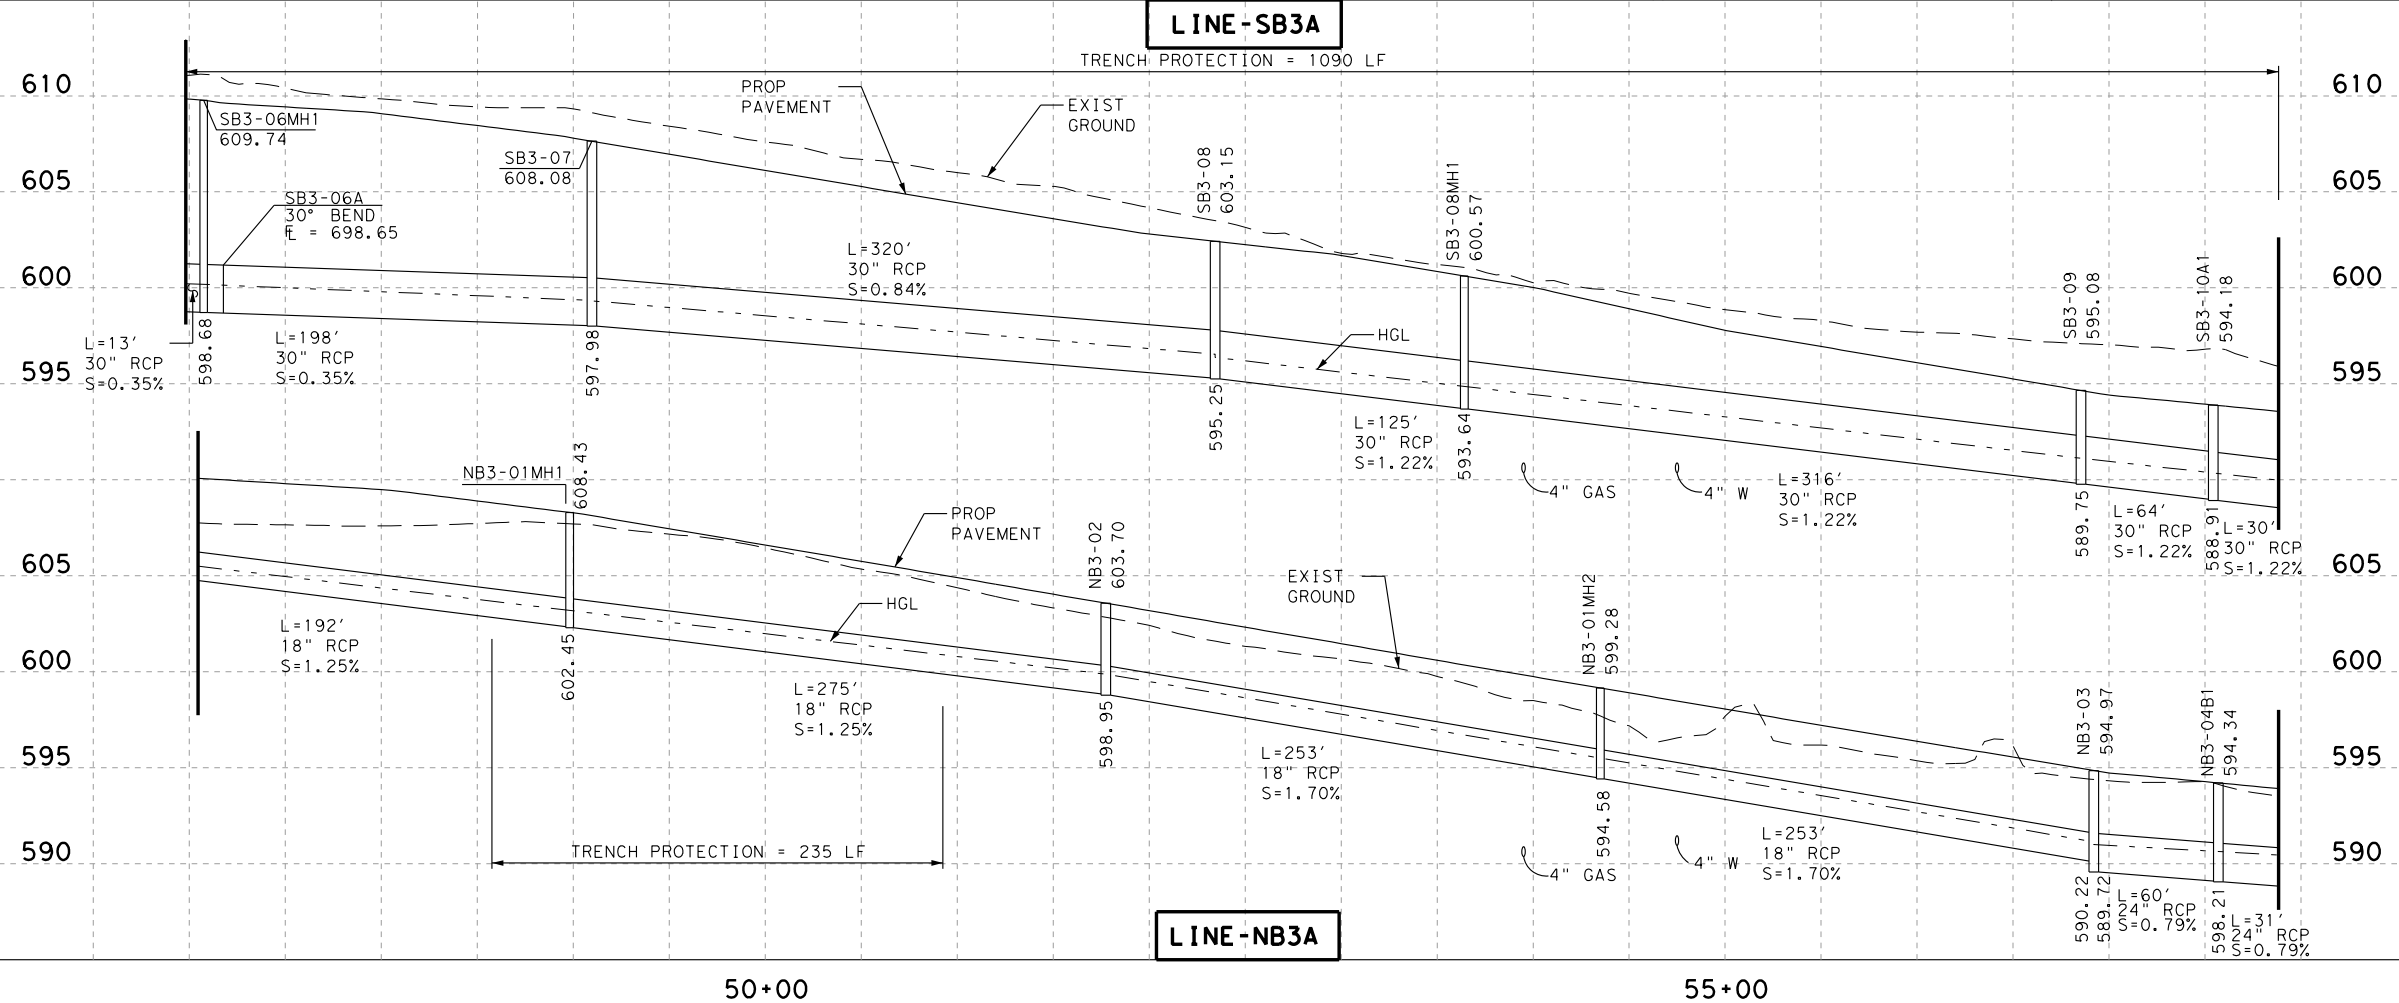 LINE-SB3A
TRENCH PROTECTION = 1090 LF
610
610
PROP
PAVEMENT
EXIST
GROUND
SB3-06MH1
609.74
SB3-07
608.08
SB3-08
603.15
SB3-08MH1
600.57
605
605
SB3-06A
30° BEND
FL = 698.65
L=320'
30" RCP
S=0.84%
SB3-09
595.08
SB3-10A1
594.18
600
600
HGL
L=13'
30" RCP
S=0.35%
598.68
L=198'
30" RCP
S=0.35%
597.98
595
595
595.25
L=125'
30" RCP
S=1.22%
593.64
4" GAS
4" W
L=316'
30" RCP
S=1.22%
589.75
L=64'
30" RCP
S=1.22%
588.91
L=30'
30" RCP
S=1.22%
NB3-01MH1
608.43
PROP
PAVEMENT
NB3-02
603.70
605
605
EXIST
GROUND
HGL
NB3-01MH2
599.28
L=192'
18" RCP
S=1.25%
602.45
600
600
L=275'
18" RCP
S=1.25%
598.95
NB3-03
594.97
NB3-04B1
594.34
L=253'
18" RCP
S=1.70%
595
595
594.58
4" GAS
4" W
L=253'
18" RCP
S=1.70%
TRENCH PROTECTION = 235 LF
590
590
590.22
589.72
L=60'
24" RCP
S=0.79%
598.21
L=31'
24" RCP
S=0.79%
LINE-NB3A
50+00
55+00